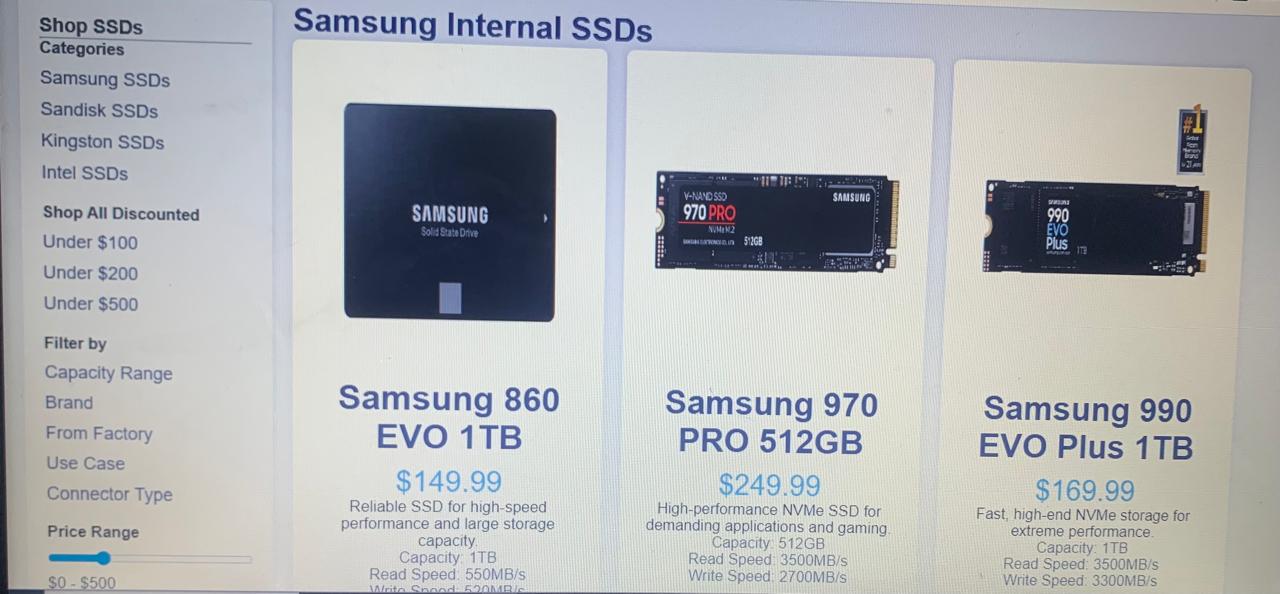 Shop SSDs
Categories
Samsung SSDs
Sandisk SSDs
Kingston SSDs
Intel SSDs
Shop All Discounted
Under $100
Under $200
Under $500
Filter by
Capacity Range
Brand
From Factory
Use Case
Connector Type
Price Range
$0 - $500
Samsung Internal SSDs
SAMSUNG
Solid State Drive
Samsung 860
EVO 1TB
$149.99
Reliable SSD for high-speed
performance and large storage
capacity.
Capacity: 1TB
Read Speed: 550MB/s
Write Speed: 520MB/s
V-NAND SSD
970 PRO
NVMe M.2
SAMSUNG
512GB
Samsung 970
PRO 512GB
$249.99
High-performance NVMe SSD for
demanding applications and gaming.
Capacity: 512GB
Read Speed: 3500MB/s
Write Speed: 2700MB/s
#1
SAMSUNG
990
EVO
Plus
1TB
Samsung 990
EVO Plus 1TB
$169.99
Fast, high-end NVMe storage for
extreme performance.
Capacity: 1TB
Read Speed: 3500MB/s
Write Speed: 3300MB/s